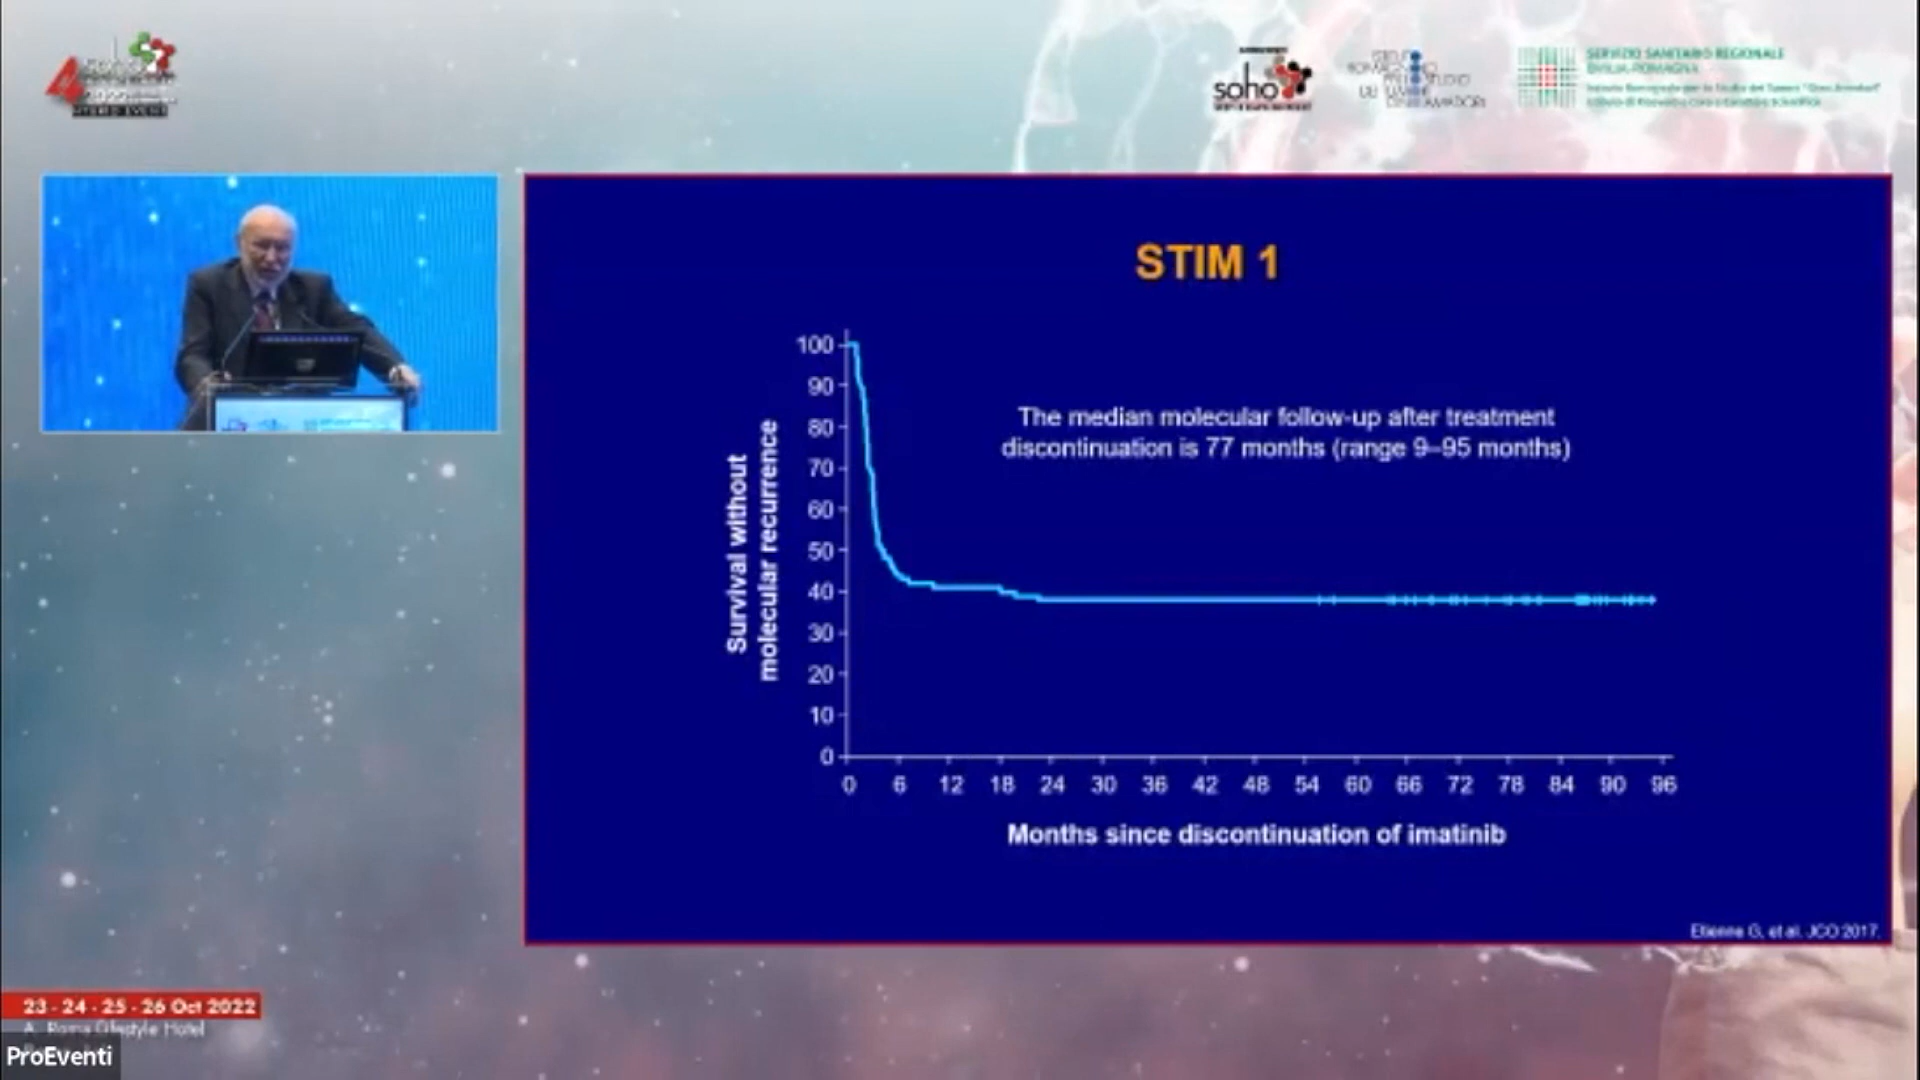 soho
SERVIZIO SANITARIO REGIONALE
EMILIA-ROMAGNA
STIM 1
The median molecular follow-up after treatment
discontinuation is 77 months (range 9–95 months)
Survival without
molecular recurrence
100
90
80
70
60
50
40
30
20
10
0
0 6 12 18 24 30 36 42 48 54 60 66 72 78 84 90 96
Months since discontinuation of imatinib
Etienne G, et al. JCO 2017.
23 - 24 - 25 - 26 Oct 2022
ProEventi